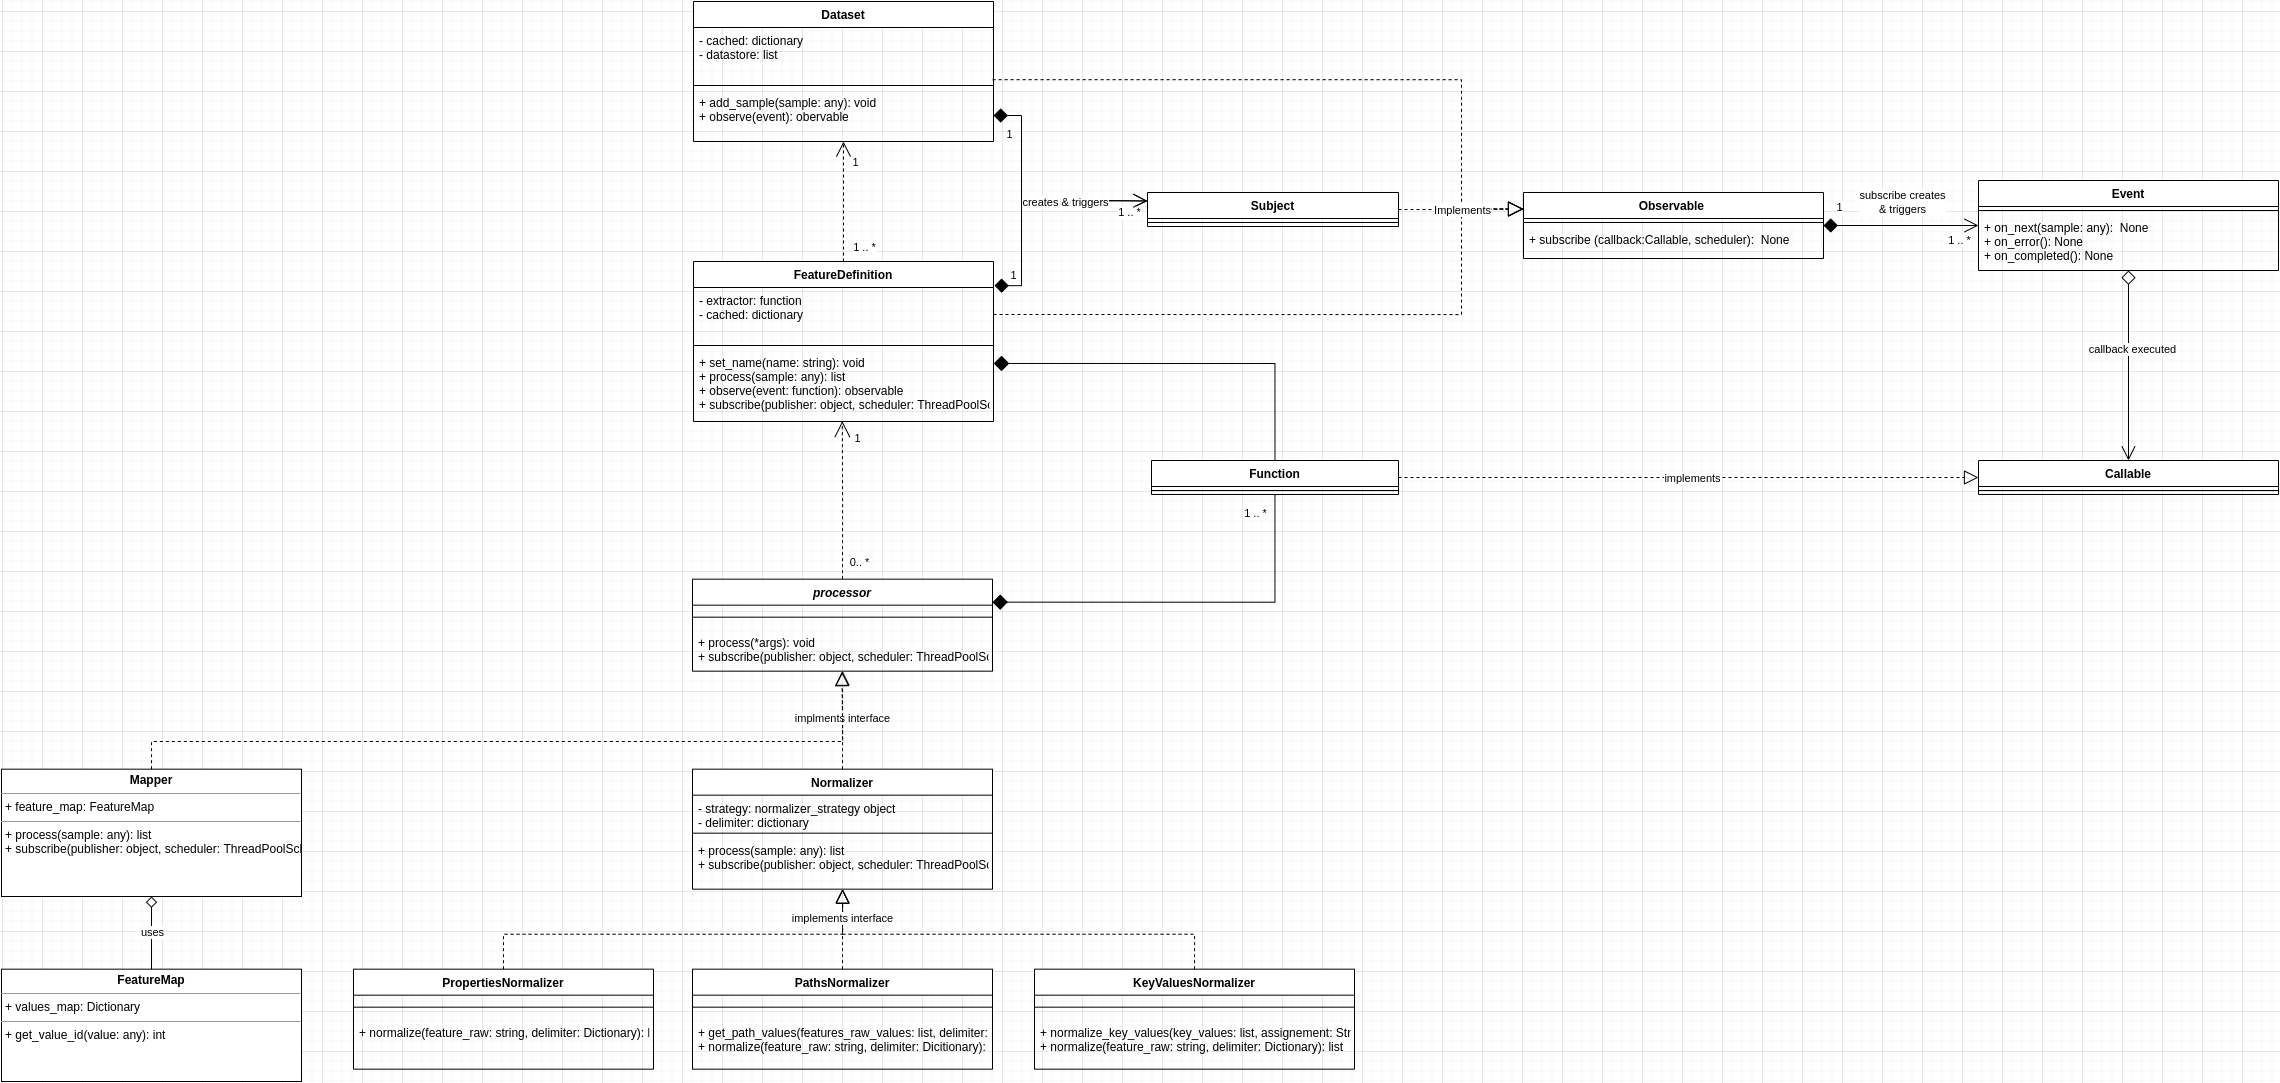 Dataset
- cached: dictionary
- datastore: list
+ add_sample(sample: any): void
+ observe(event): obervable
1
1
creates & triggers
1 .. *
Subject
Implements
Observable
+ subscribe (callback:Callable, scheduler):  None
1
subscribe creates
& triggers
1 .. *
Event
+ on_next(sample: any):  None
+ on_error(): None
+ on_completed(): None
1 .. *
1
FeatureDefinition
- extractor: function
- cached: dictionary
+ set_name(name: string): void
+ process(sample: any): list
+ observe(event: function): observable
+ subscribe(publisher: object, scheduler: ThreadPoolSc
callback executed
1
Function
implements
Callable
1 .. *
0.. *
processor
+ process(*args): void
+ subscribe(publisher: object, scheduler: ThreadPoolSc
implments interface
Mapper
+ feature_map: FeatureMap
+ process(sample: any): list
+ subscribe(publisher: object, scheduler: ThreadPoolScl
Normalizer
- strategy: normalizer_strategy object
- delimiter: dictionary
+ process(sample: any): list
+ subscribe(publisher: object, scheduler: ThreadPoolSc
uses
implements interface
FeatureMap
+ values_map: Dictionary
+ get_value_id(value: any): int
PropertiesNormalizer
+ normalize(feature_raw: string, delimiter: Dictionary): l
PathsNormalizer
+ get_path_values(features_raw_values: list, delimiter:
+ normalize(feature_raw: string, delimiter: Dicitionary):
KeyValuesNormalizer
+ normalize_key_values(key_values: list, assignement: Str
+ normalize(feature_raw: string, delimiter: Dictionary): list